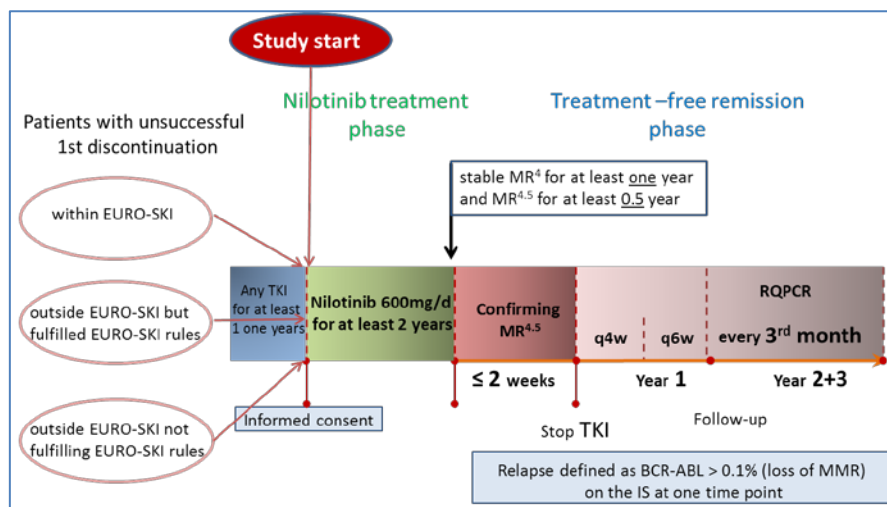 Study start
Nilotinib treatment
phase
Treatment –free remission
phase
Patients with unsuccessful
1st discontinuation
stable MR⁴ for at least one year
and MR⁴·⁵ for at least 0.5 year
within EURO-SKI
outside EURO-SKI but
fulfilled EURO-SKI rules
outside EURO-SKI not
fulfilling EURO-SKI rules
Any TKI
for at least
1 one years
Nilotinib 600mg/d
for at least 2 years
Confirming
MR⁴·⁵
q4w
q6w
RQPCR
every 3rd month
≤ 2 weeks
Year 1
Year 2+3
Informed consent
Stop TKI
Follow-up
Relapse defined as BCR-ABL > 0.1% (loss of MMR)
on the IS at one time point